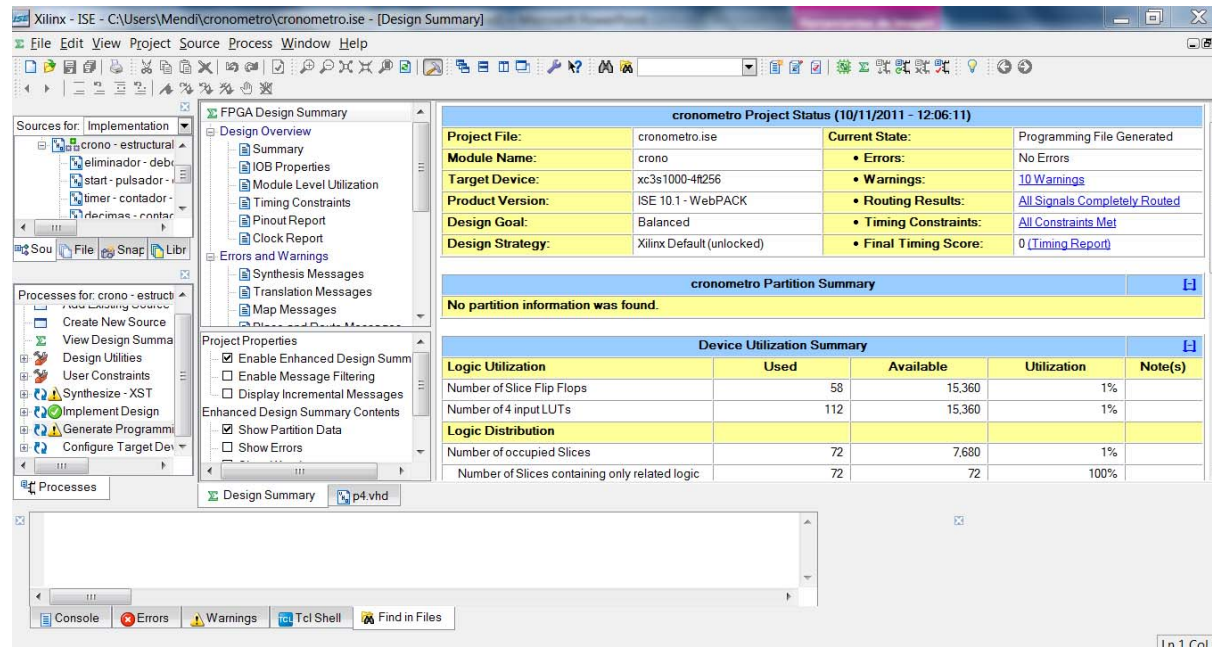 Xilinx - ISE - C:\Users\Mendi\cronometro\cronometro.ise - [Design Summary]
File Edit View Project Source Process Window Help
Sources for: Implementation
crono - estructural
eliminador - debo
start - pulsador -
timer - contador -
decimas - contac
Sou File Snap Libr
Processes for: crono - estructu
Add Existing Source
Create New Source
View Design Summa
Design Utilities
User Constraints
Synthesize - XST
Implement Design
Generate Programmi
Configure Target Dev
Processes
FPGA Design Summary
Design Overview
Summary
IOB Properties
Module Level Utilization
Timing Constraints
Pinout Report
Clock Report
Errors and Warnings
Synthesis Messages
Translation Messages
Map Messages
Place and Route Messages
Project Properties
Enable Enhanced Design Summ
Enable Message Filtering
Display Incremental Messages
Enhanced Design Summary Contents
Show Partition Data
Show Errors
Design Summary p4.vhd
cronometro Project Status (10/11/2011 - 12:06:11)
Project File: cronometro.ise Current State: Programming File Generated
Module Name: crono • Errors: No Errors
Target Device: xc3s1000-4ft256 • Warnings: 10 Warnings
Product Version: ISE 10.1 - WebPACK • Routing Results: All Signals Completely Routed
Design Goal: Balanced • Timing Constraints: All Constraints Met
Design Strategy: Xilinx Default (unlocked) • Final Timing Score: 0 (Timing Report)
cronometro Partition Summary [-]
No partition information was found.
Device Utilization Summary [-]
Logic Utilization Used Available Utilization Note(s)
Number of Slice Flip Flops 58 15,360 1%
Number of 4 input LUTs 112 15,360 1%
Logic Distribution
Number of occupied Slices 72 7,680 1%
Number of Slices containing only related logic 72 72 100%
Console Errors Warnings Tcl Shell Find in Files
Ln 1 Col